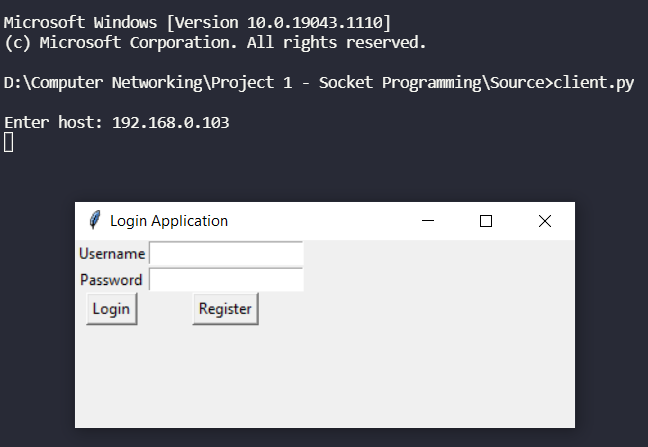 Microsoft Windows [Version 10.0.19043.1110]
(c) Microsoft Corporation. All rights reserved.
D:\Computer Networking\Project 1 - Socket Programming\Source>client.py
Enter host: 192.168.0.103
Login Application
Username
Password
Login Register